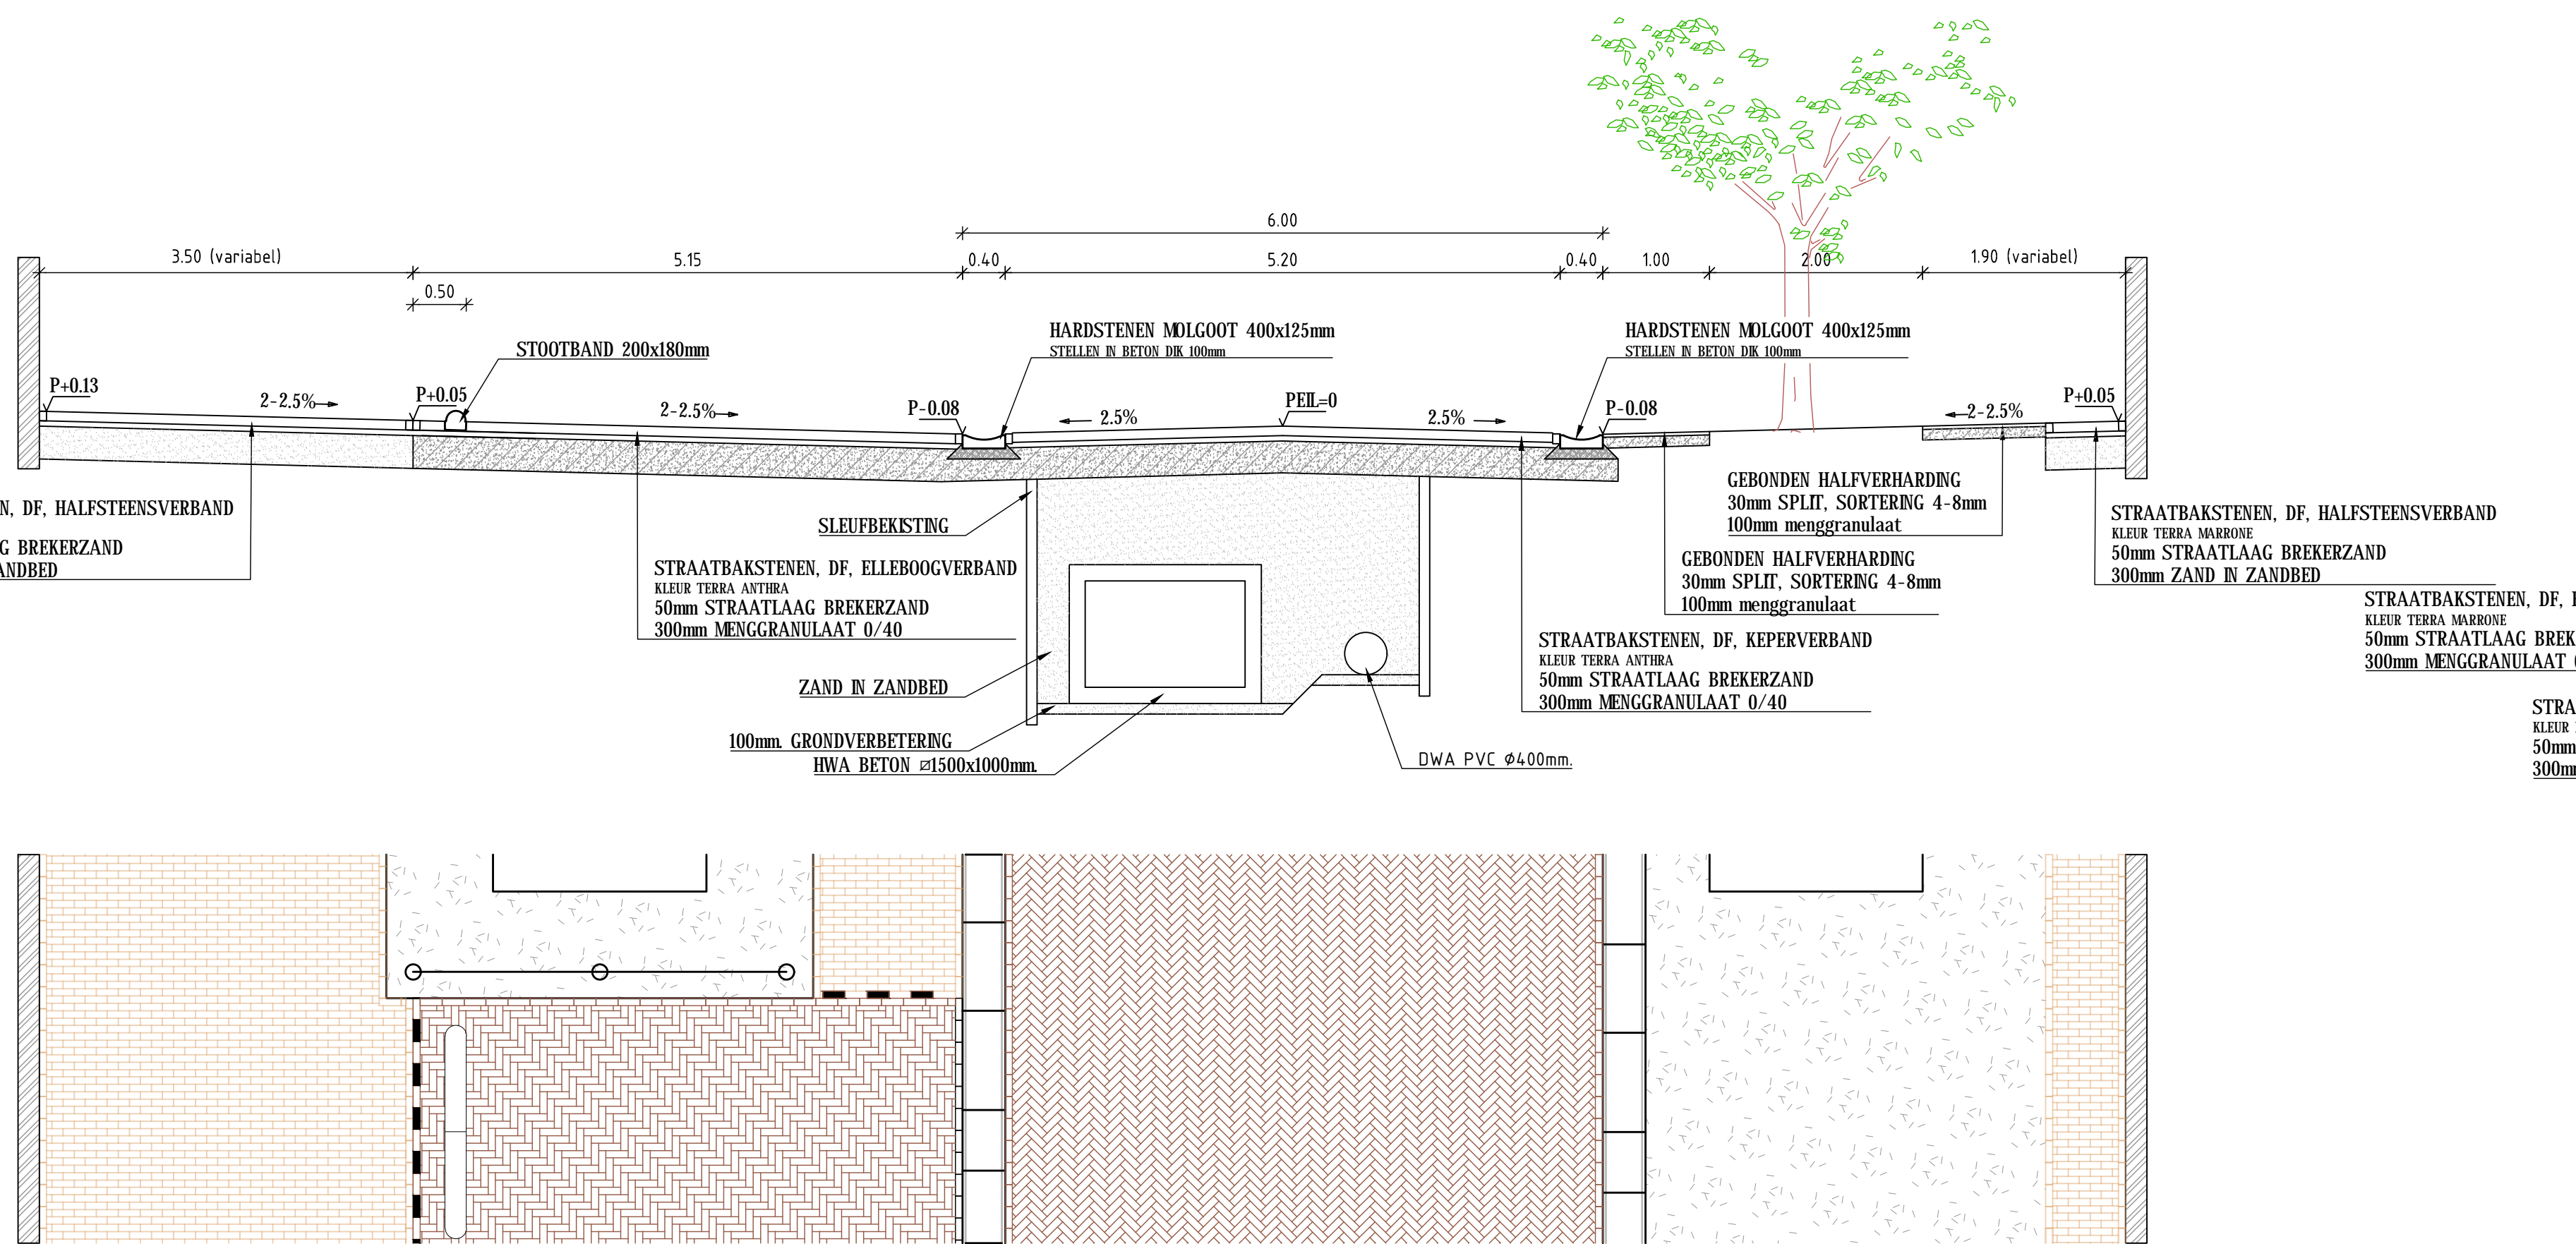 6.00
3.50 (variabel)
5.15
0.40
5.20
0.40
1.00
2.00
1.90 (variabel)
0.50
STOOTBAND 200x180mm
HARDSTENEN MOLGOOT 400x125mm
STELLEN IN BETON DIK 100mm
HARDSTENEN MOLGOOT 400x125mm
STELLEN IN BETON DIK 100mm
P+0.13
2-2.5%
P+0.05
2-2.5%
P-0.08
2.5%
PEIL=0
2.5%
P-0.08
2-2.5%
P+0.05
N, DF, HALFSTEENSVERBAND
G BREKERZAND
ANDBED
SLEUFBEKISTING
STRAATBAKSTENEN, DF, ELLEBOOGVERBAND
KLEUR TERRA ANTHRA
50mm STRAATLAAG BREKERZAND
300mm MENGGRANULAAT 0/40
ZAND IN ZANDBED
100mm. GRONDVERBETERING
HWA BETON 1500x1000mm.
DWA PVC Ø400mm.
GEBONDEN HALFVERHARDING
30mm SPLIT, SORTERING 4-8mm
100mm menggranulaat
GEBONDEN HALFVERHARDING
30mm SPLIT, SORTERING 4-8mm
100mm menggranulaat
STRAATBAKSTENEN, DF, KEPERVERBAND
KLEUR TERRA ANTHRA
50mm STRAATLAAG BREKERZAND
300mm MENGGRANULAAT 0/40
STRAATBAKSTENEN, DF, HALFSTEENSVERBAND
KLEUR TERRA MARRONE
50mm STRAATLAAG BREKERZAND
300mm ZAND IN ZANDBED
STRAATBAKSTENEN, DF,
KLEUR TERRA MARRONE
50mm STRAATLAAG BREK
300mm MENGGRANULAAT
STRA
KLEUR
50mm
300m